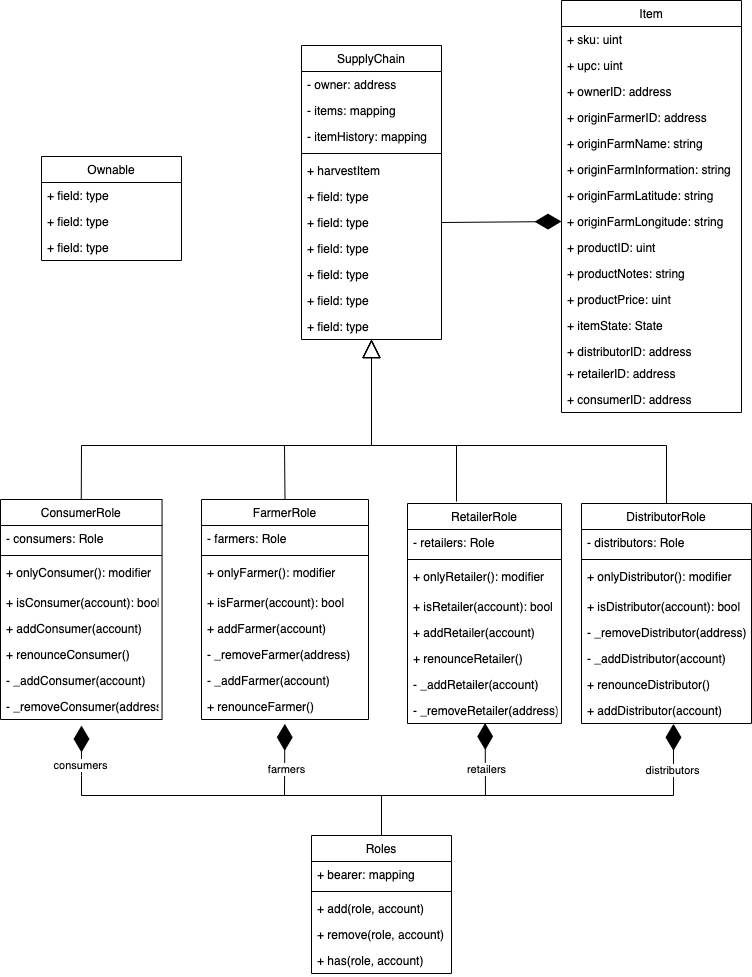 Item
+ sku: uint
+ upc: uint
+ ownerID: address
+ originFarmerID: address
+ originFarmName: string
+ originFarmInformation: string
+ originFarmLatitude: string
+ originFarmLongitude: string
+ productID: uint
+ productNotes: string
+ productPrice: uint
+ itemState: State
+ distributorID: address
+ retailerID: address
+ consumerID: address
SupplyChain
- owner: address
- items: mapping
- itemHistory: mapping
+ harvestItem
+ field: type
+ field: type
+ field: type
+ field: type
+ field: type
+ field: type
Ownable
+ field: type
+ field: type
+ field: type
ConsumerRole
- consumers: Role
+ onlyConsumer(): modifier
+ isConsumer(account): bool
+ addConsumer(account)
+ renounceConsumer()
- _addConsumer(account)
- _removeConsumer(address
FarmerRole
- farmers: Role
+ onlyFarmer(): modifier
+ isFarmer(account): bool
+ addFarmer(account)
- _removeFarmer(address)
- _addFarmer(account)
+ renounceFarmer()
RetailerRole
- retailers: Role
+ onlyRetailer(): modifier
+ isRetailer(account): bool
+ addRetailer(account)
+ renounceRetailer()
- _addRetailer(account)
- _removeRetailer(address)
DistributorRole
- distributors: Role
+ onlyDistributor(): modifier
+ isDistributor(account): bool
- _removeDistributor(address)
- _addDistributor(account)
+ renounceDistributor()
+ addDistributor(account)
consumers
farmers
retailers
distributors
Roles
+ bearer: mapping
+ add(role, account)
+ remove(role, account)
+ has(role, account)